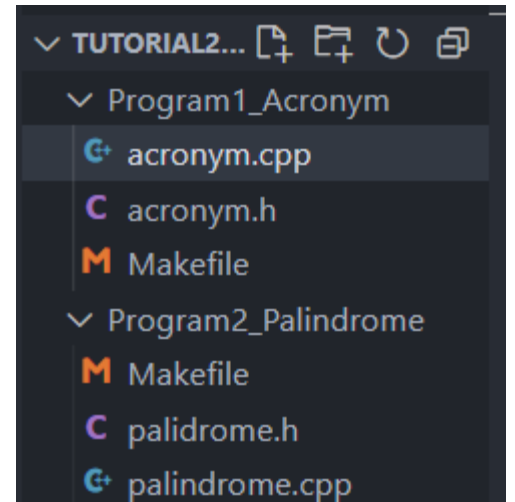 TUTORIAL2...
Program1_Acronym
acronym.cpp
C acronym.h
M Makefile
Program2_Palindrome
M Makefile
C palidrome.h
palindrome.cpp